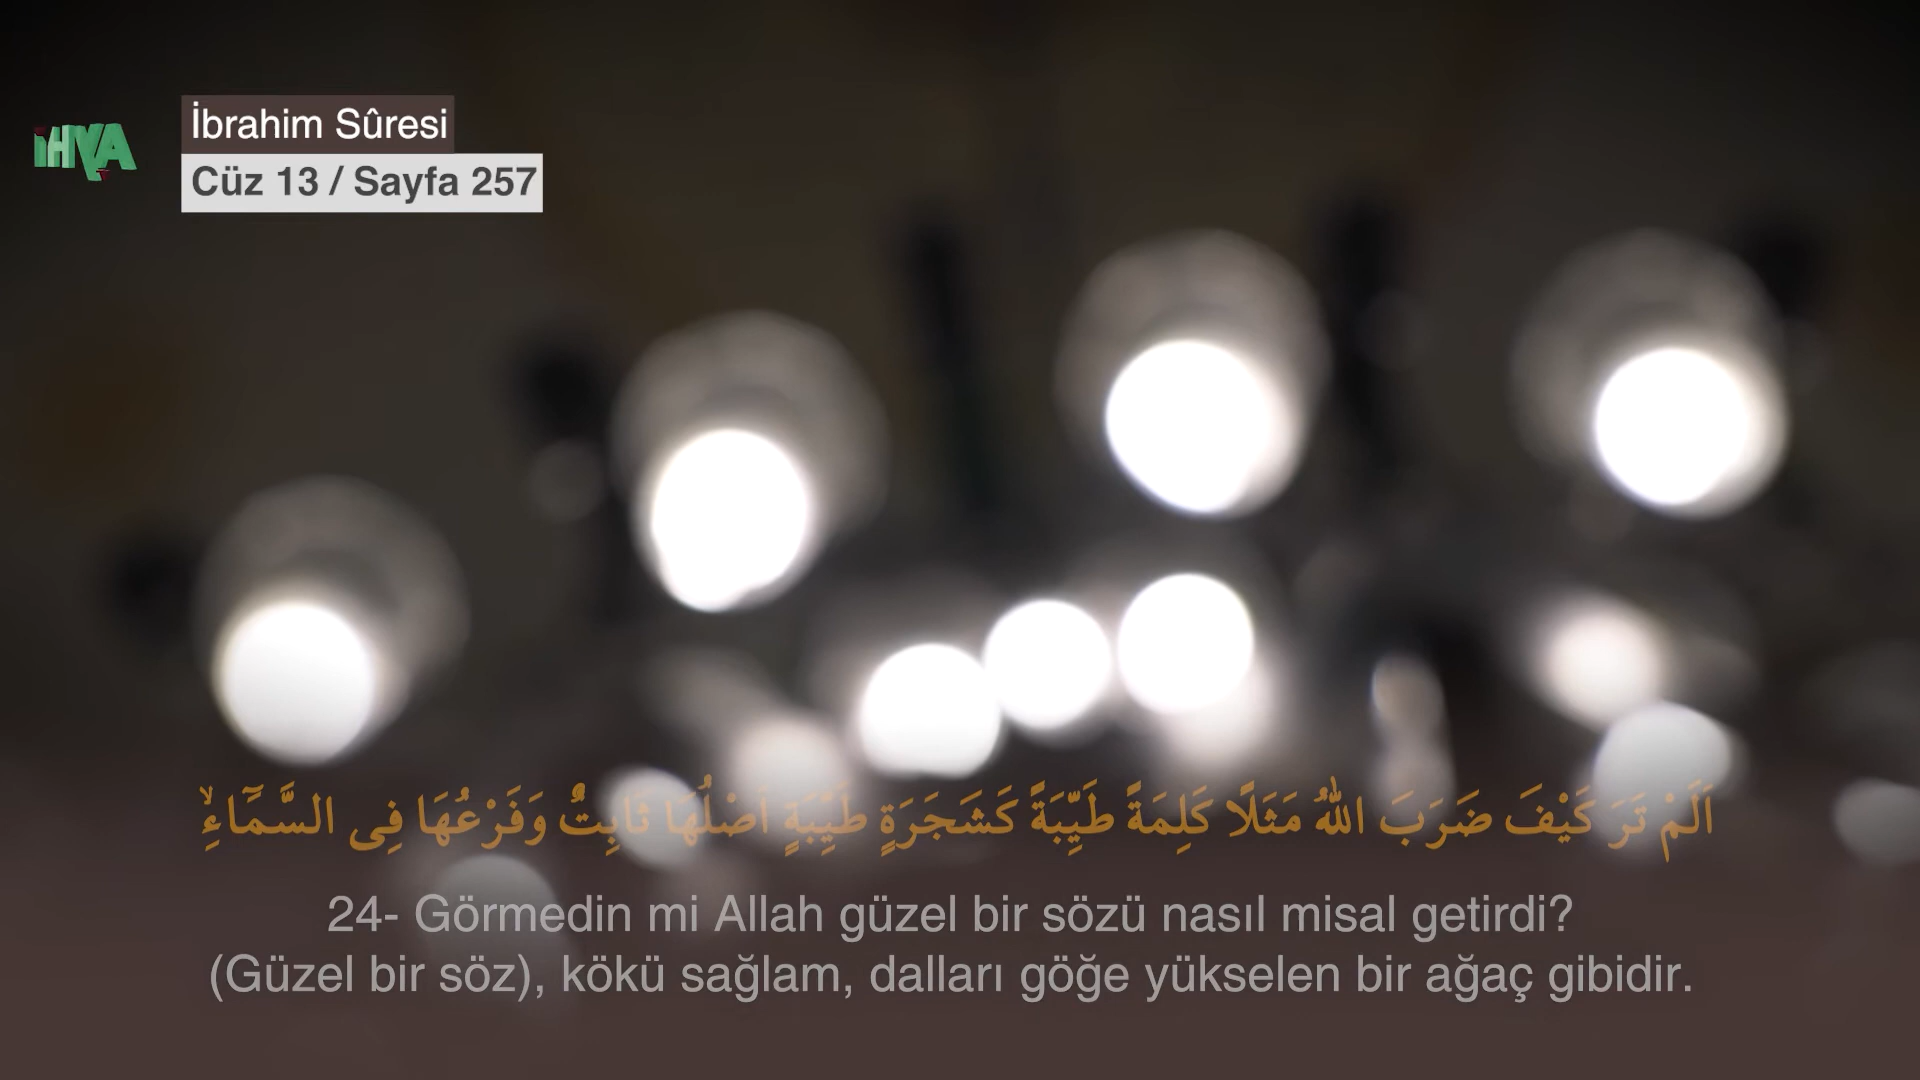 İHYA
İbrahim Sûresi
Cüz 13 / Sayfa 257
اَلَمْ تَرَ كَيْفَ ضَرَبَ اللّٰهُ مَثَلًا كَلِمَةً طَيِّبَةً كَشَجَرَةٍ طَيِّبَةٍ اَصْلُهَا ثَابِتٌ وَفَرْعُهَا فِى السَّمَٓاءِۙ
24- Görmedin mi Allah güzel bir sözü nasıl misal getirdi?
(Güzel bir söz), kökü sağlam, dalları göğe yükselen bir ağaç gibidir.